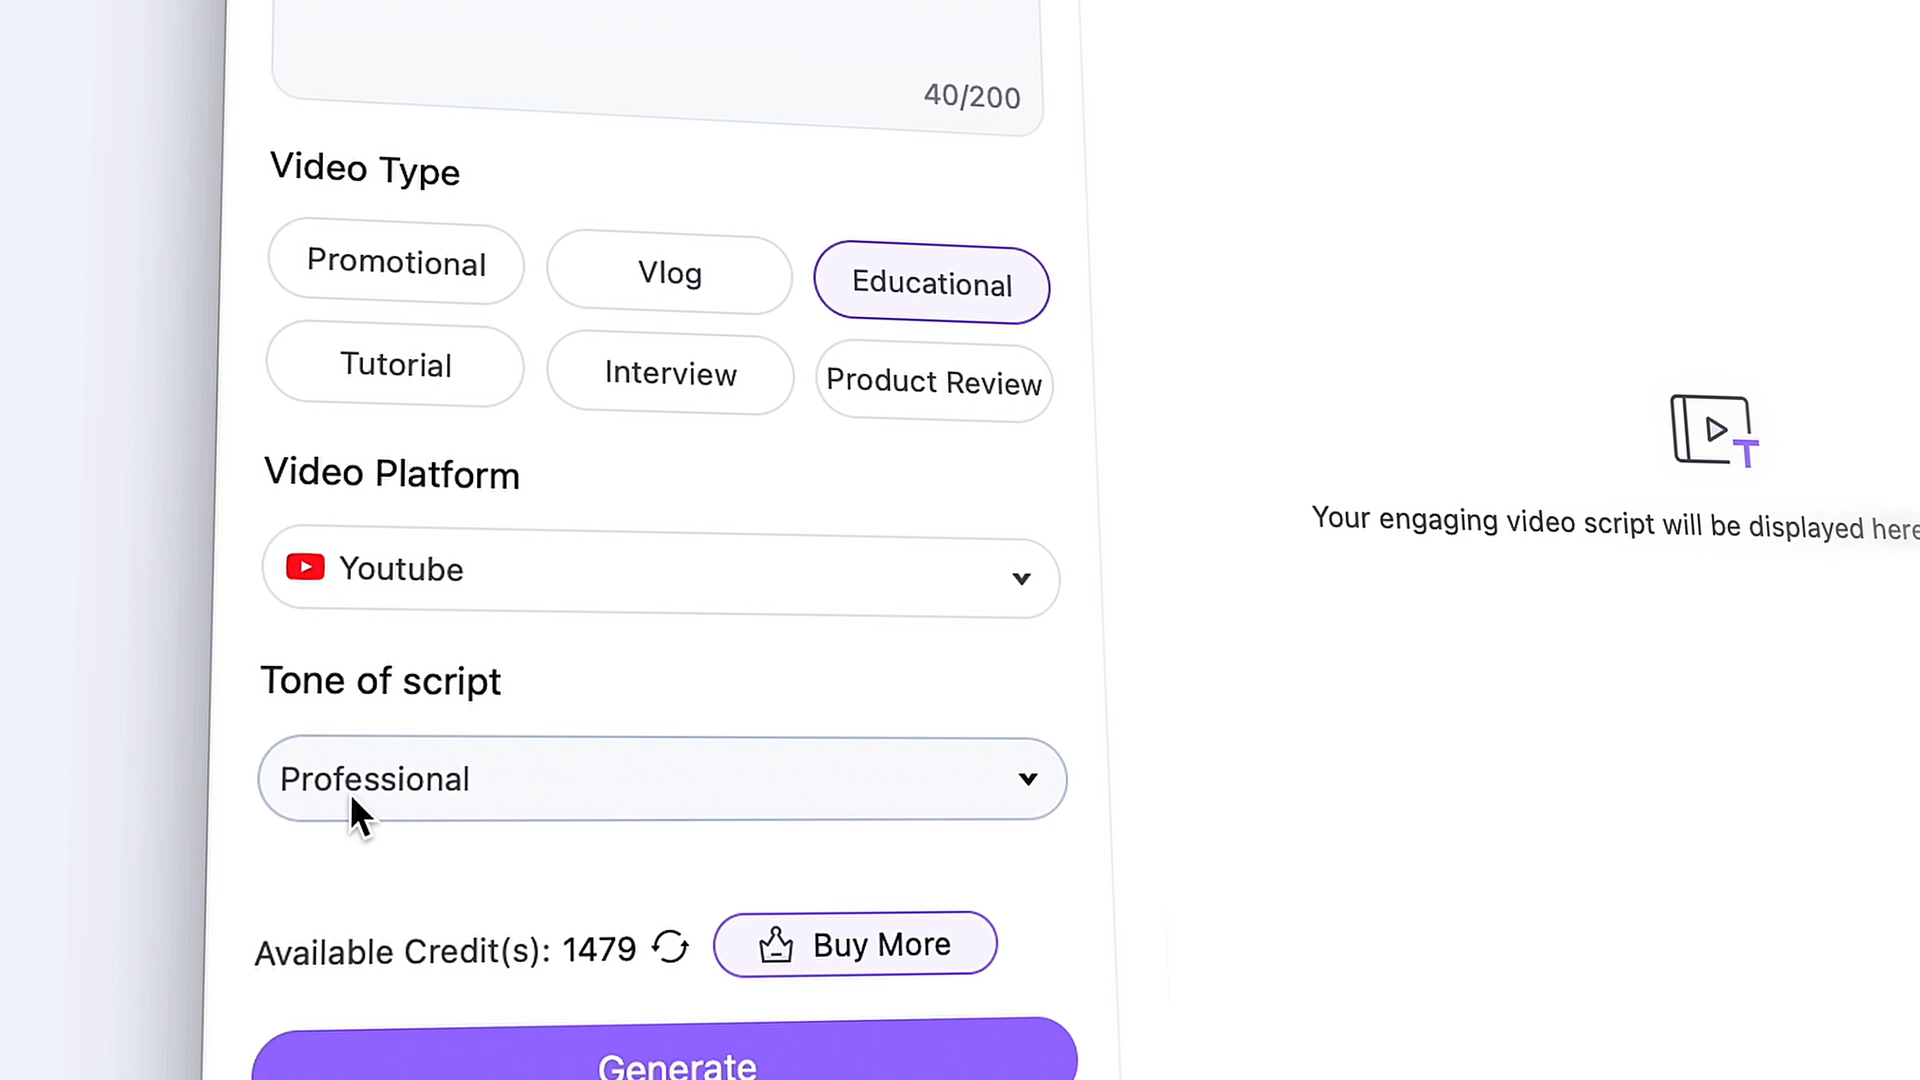 40/200
Video Type
Promotional
Vlog
Educational
Tutorial
Interview
Product Review
Video Platform
Youtube
Tone of script
Professional
Available Credit(s): 1479
Buy More
Generate
Your engaging video script will be displayed here